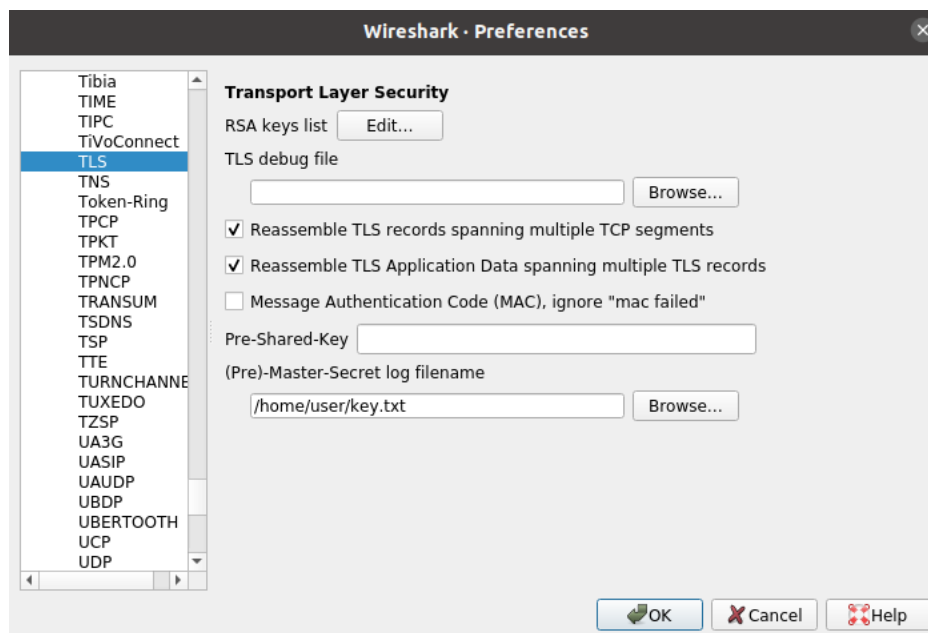 Wireshark · Preferences
Tibia
TIME
TIPC
TiVoConnect
TLS
TNS
Token-Ring
TPCP
TPKT
TPM2.0
TPNCP
TRANSUM
TSDNS
TSP
TTE
TURNCHANNE
TUXEDO
TZSP
UA3G
UASIP
UAUDP
UBDP
UBERTOOTH
UCP
UDP
Transport Layer Security
RSA keys list Edit...
TLS debug file
Browse...
Reassemble TLS records spanning multiple TCP segments
Reassemble TLS Application Data spanning multiple TLS records
Message Authentication Code (MAC), ignore "mac failed"
Pre-Shared-Key
(Pre)-Master-Secret log filename
/home/user/key.txt Browse...
OK Cancel Help